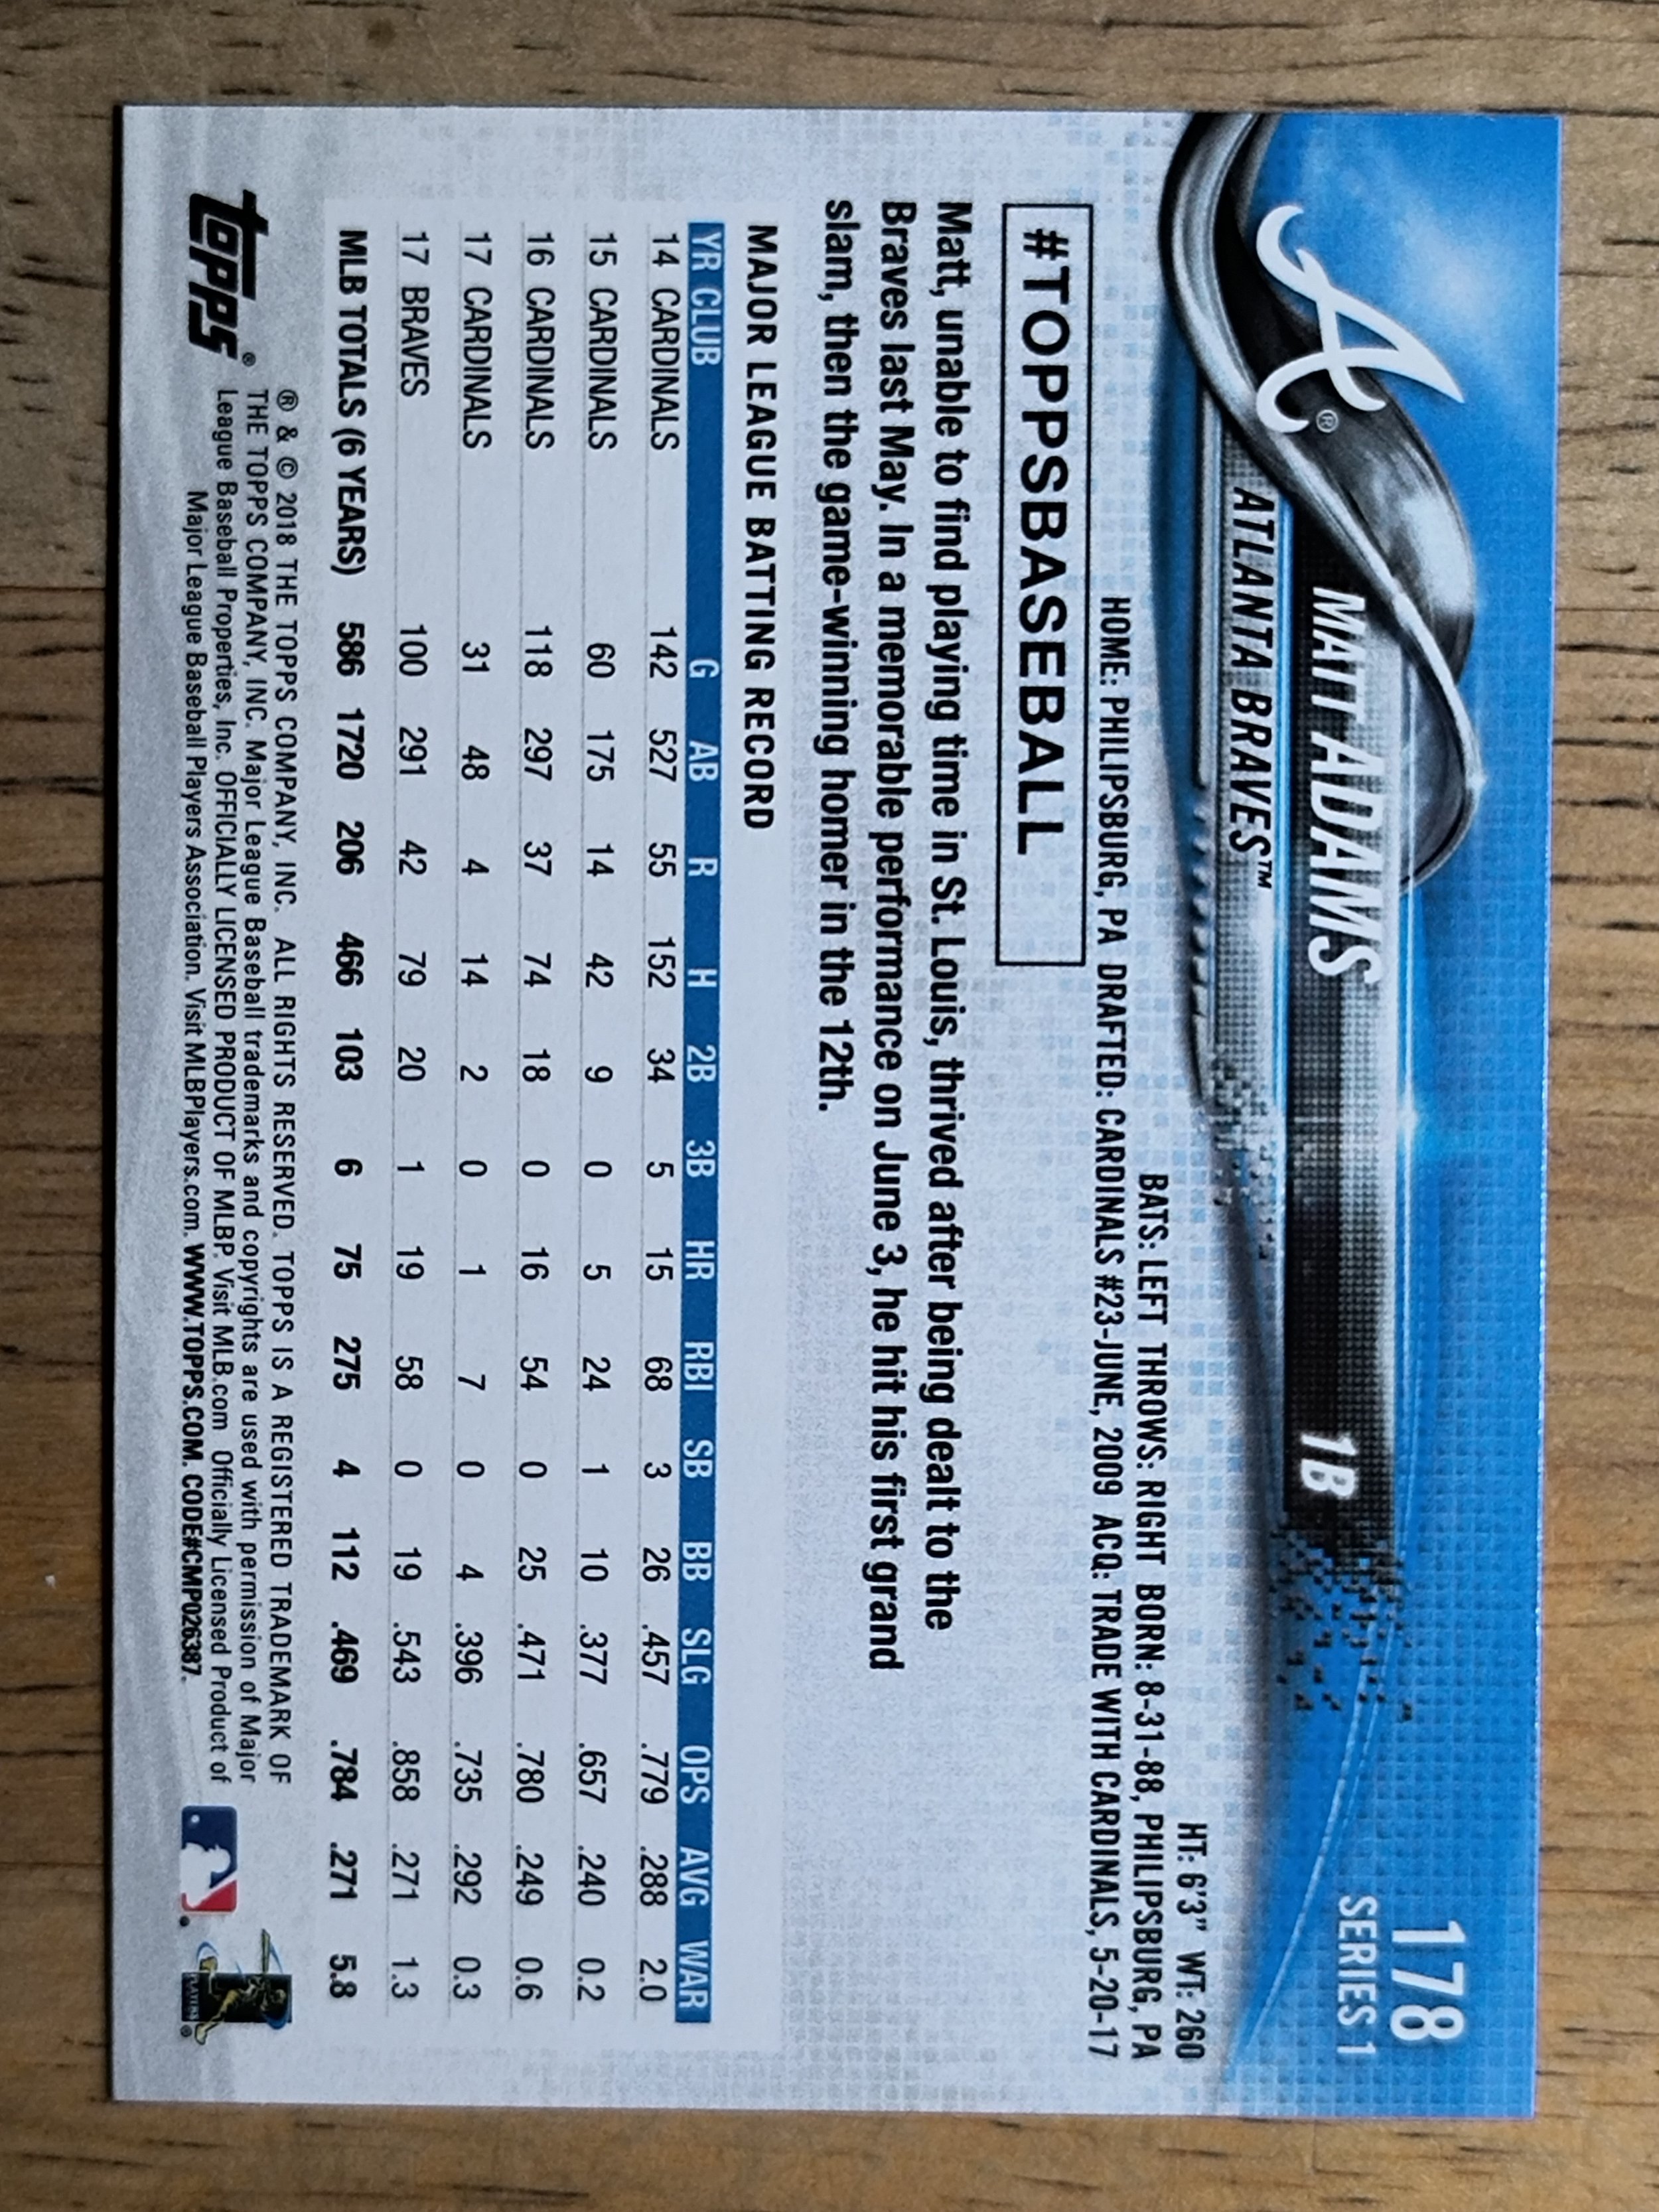 178
SERIES 1
A®
MATT ADAMS 1B
ATLANTA BRAVES™
HT: 6'3" WT: 260
BATS: LEFT THROWS: RIGHT BORN: 8-31-88, PHILIPSBURG, PA
HOME: PHILIPSBURG, PA DRAFTED: CARDINALS #23-JUNE, 2009 ACQ: TRADE WITH CARDINALS, 5-20-17
#TOPPSBASEBALL
Matt, unable to find playing time in St. Louis, thrived after being dealt to the
Braves last May. In a memorable performance on June 3, he hit his first grand
slam, then the game-winning homer in the 12th.
MAJOR LEAGUE BATTING RECORD
YR CLUB G AB R H 2B 3B HR RBI SB BB SLG OPS AVG WAR
14 CARDINALS 142 527 55 152 34 5 15 68 3 26 .457 .779 .288 2.0
15 CARDINALS 60 175 14 42 9 0 5 24 1 10 .377 .657 .240 0.2
16 CARDINALS 118 297 37 74 18 0 16 54 0 25 .471 .780 .249 0.6
17 CARDINALS 31 48 4 14 2 0 1 7 0 4 .396 .735 .292 0.3
17 BRAVES 100 291 42 79 20 1 19 58 0 19 .543 .858 .271 1.3
MLB TOTALS (6 YEARS) 586 1720 206 466 103 6 75 275 4 112 .469 .784 .271 5.8
topps®
® & © 2018 THE TOPPS COMPANY, INC. ALL RIGHTS RESERVED. TOPPS IS A REGISTERED TRADEMARK OF
THE TOPPS COMPANY, INC. Major League Baseball trademarks and copyrights are used with permission of Major
League Baseball Properties, Inc. OFFICIALLY LICENSED PRODUCT OF MLBP. Visit MLB.com Officially Licensed Product of
Major League Baseball Players Association. Visit MLBPlayers.com. WWW.TOPPS.COM. CODE#CMP026387.
PLAYERS